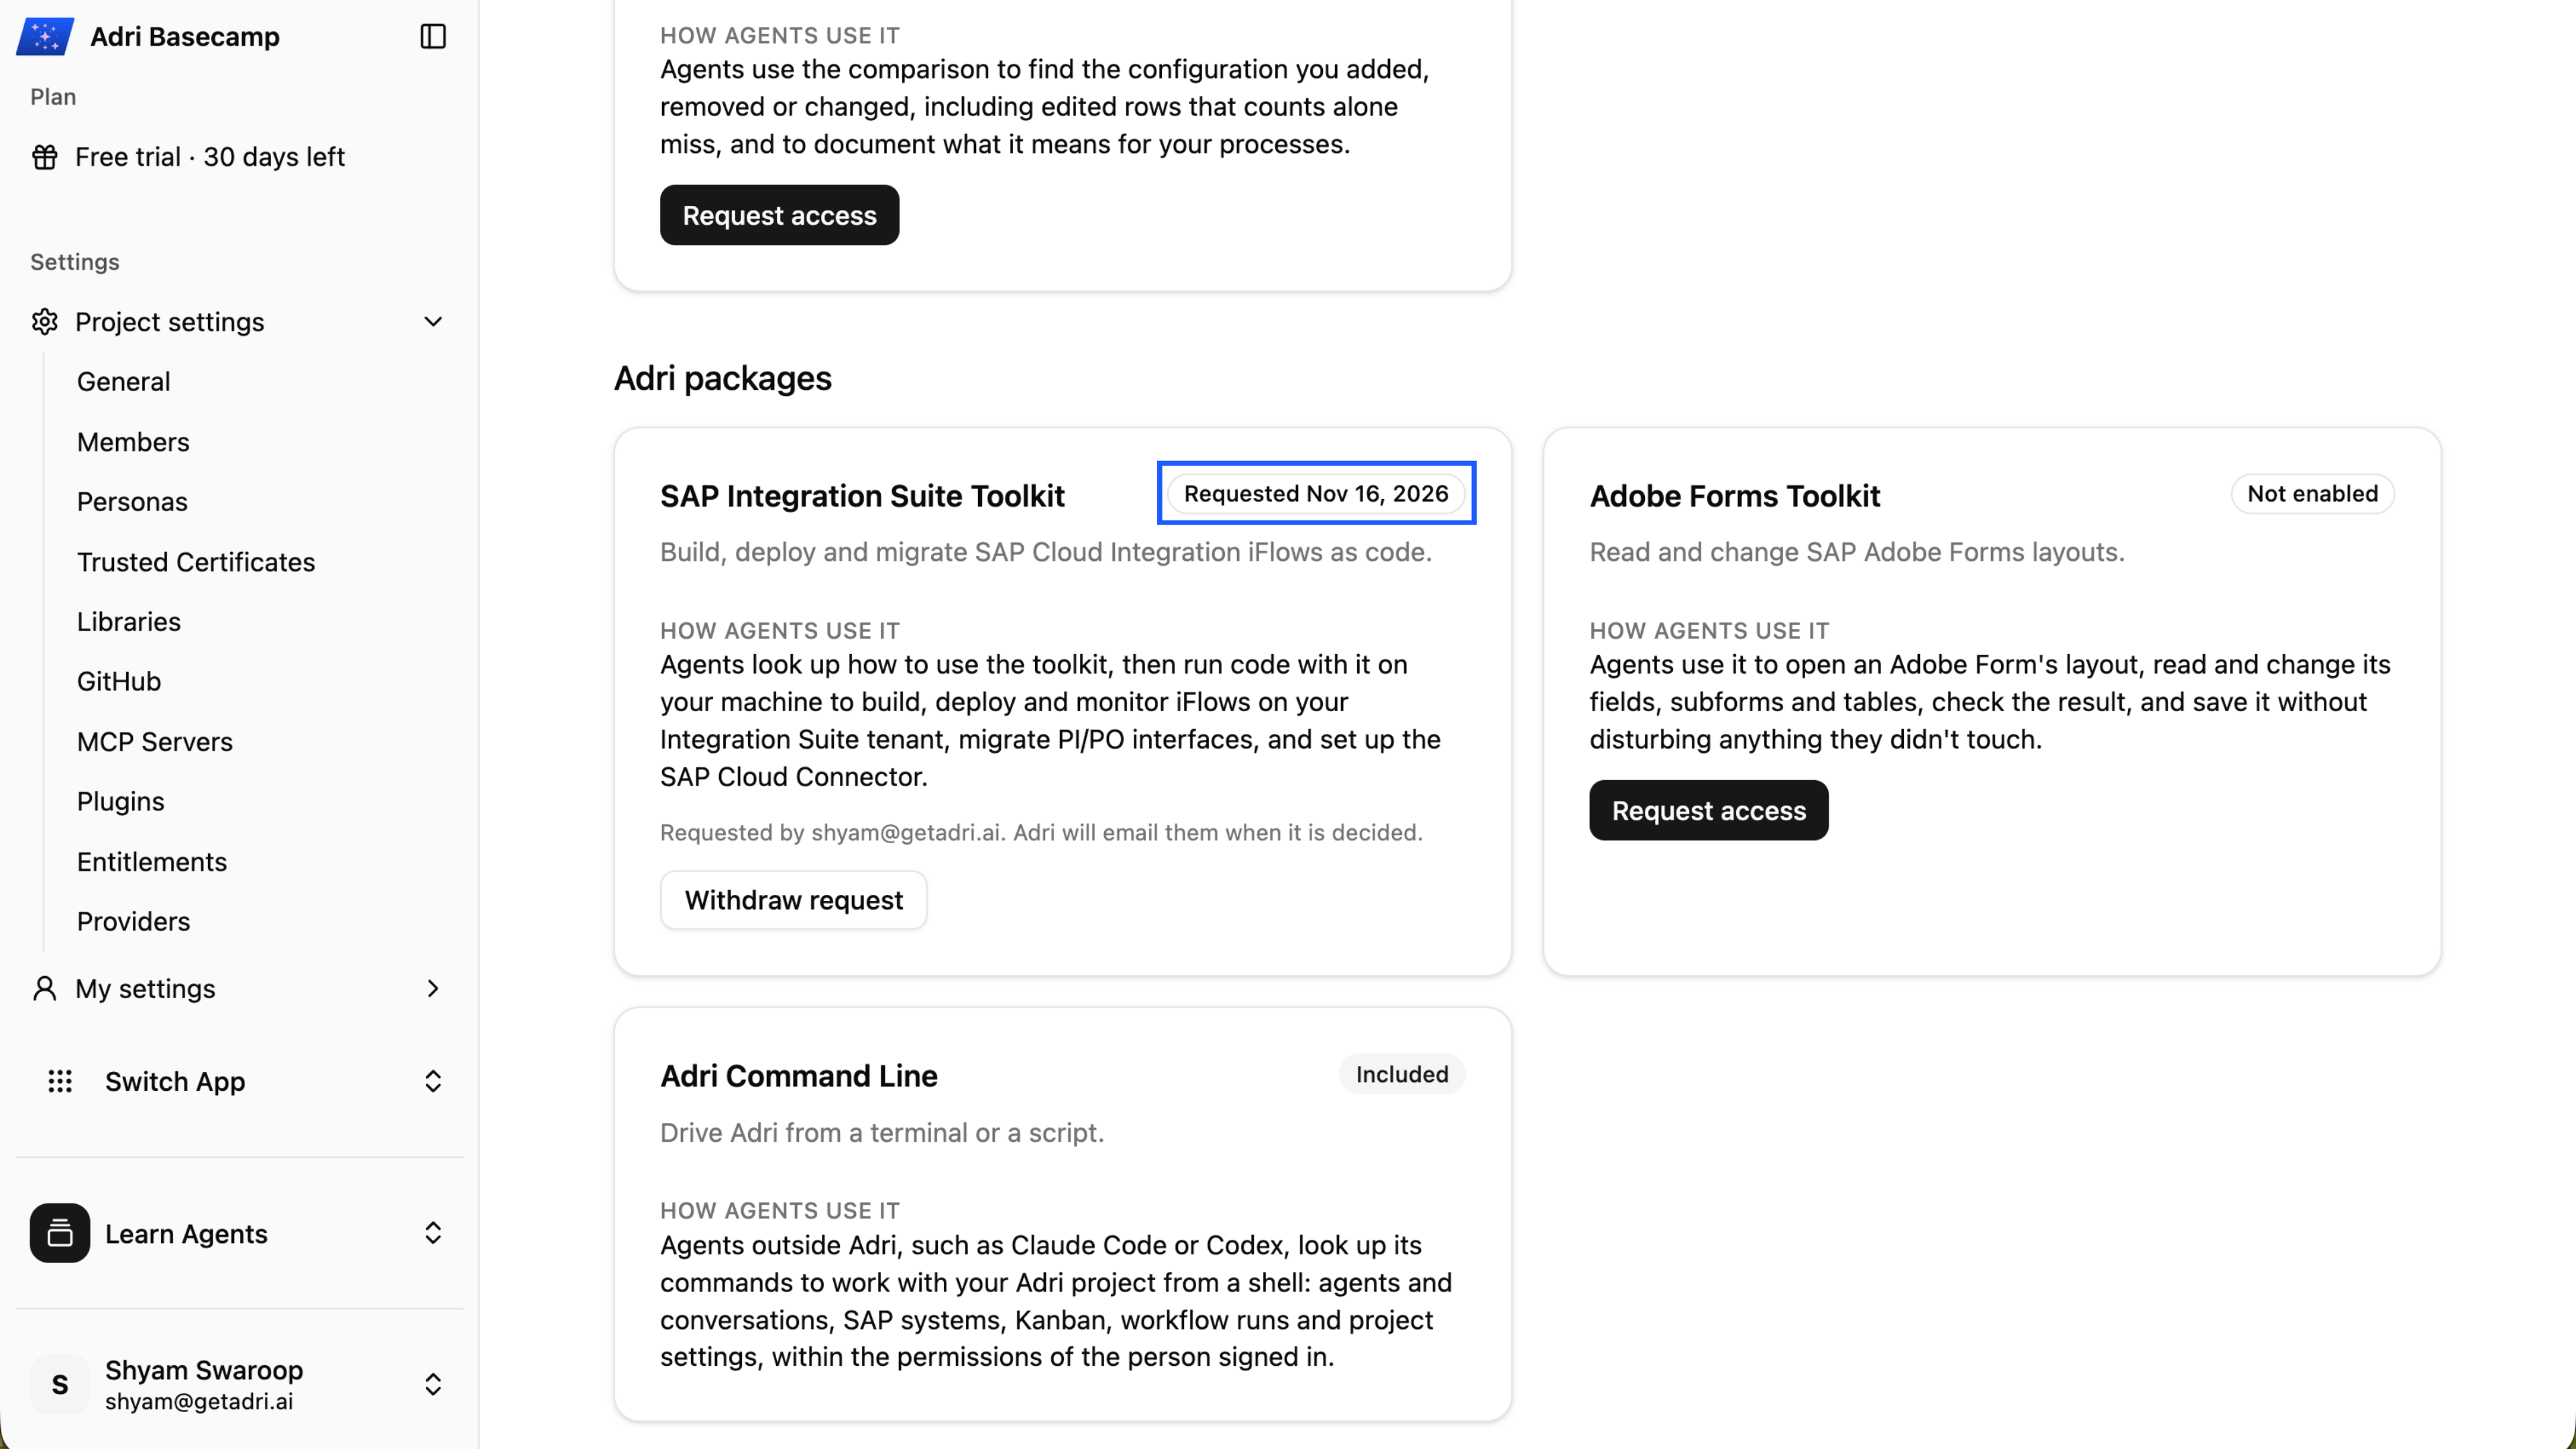 Adri Basecamp
Plan
Free trial · 30 days left
Settings
Project settings
General
Members
Personas
Trusted Certificates
Libraries
GitHub
MCP Servers
Plugins
Entitlements
Providers
My settings
Switch App
Learn Agents
S
Shyam Swaroop
shyam@getadri.ai
HOW AGENTS USE IT
Agents use the comparison to find the configuration you added,
removed or changed, including edited rows that counts alone
miss, and to document what it means for your processes.
Request access
Adri packages
SAP Integration Suite Toolkit
Requested Nov 16, 2026
Build, deploy and migrate SAP Cloud Integration iFlows as code.
HOW AGENTS USE IT
Agents look up how to use the toolkit, then run code with it on
your machine to build, deploy and monitor iFlows on your
Integration Suite tenant, migrate PI/PO interfaces, and set up the
SAP Cloud Connector.
Requested by shyam@getadri.ai. Adri will email them when it is decided.
Withdraw request
Adobe Forms Toolkit
Not enabled
Read and change SAP Adobe Forms layouts.
HOW AGENTS USE IT
Agents use it to open an Adobe Form's layout, read and change its
fields, subforms and tables, check the result, and save it without
disturbing anything they didn't touch.
Request access
Adri Command Line
Included
Drive Adri from a terminal or a script.
HOW AGENTS USE IT
Agents outside Adri, such as Claude Code or Codex, look up its
commands to work with your Adri project from a shell: agents and
conversations, SAP systems, Kanban, workflow runs and project
settings, within the permissions of the person signed in.